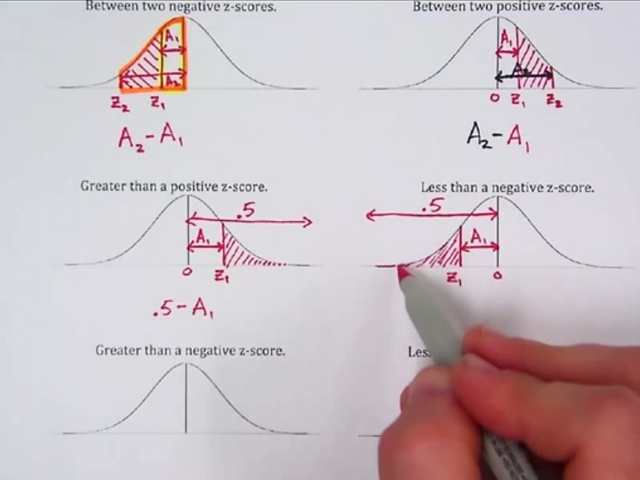 Between two negative z-scores.
A₁
A₂
Z₂ Z₁
A₂-A₁
Between two positive z-scores.
A₁
0 Z₁ Z₂
A₂-A₁
Greater than a positive z-score.
.5
A₁
0 Z₁
.5-A₁
Less than a negative z-score.
.5
A₁
Z₁ 0
Greater than a negative z-score.